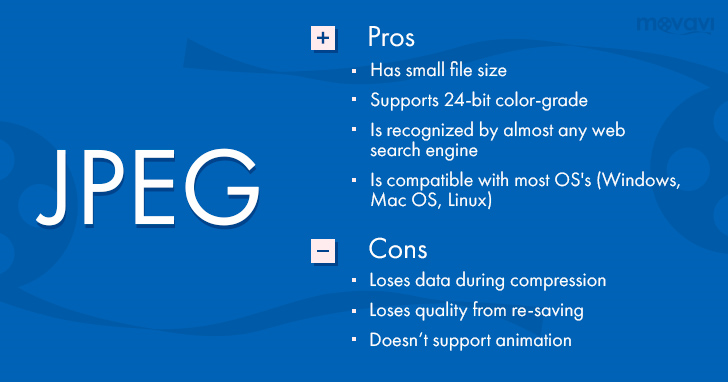 movavi
JPEG
+ Pros
Has small file size
Supports 24-bit color-grade
Is recognized by almost any web
search engine
Is compatible with most OS's (Windows,
Mac OS, Linux)
− Cons
Loses data during compression
Loses quality from re-saving
Doesn’t support animation